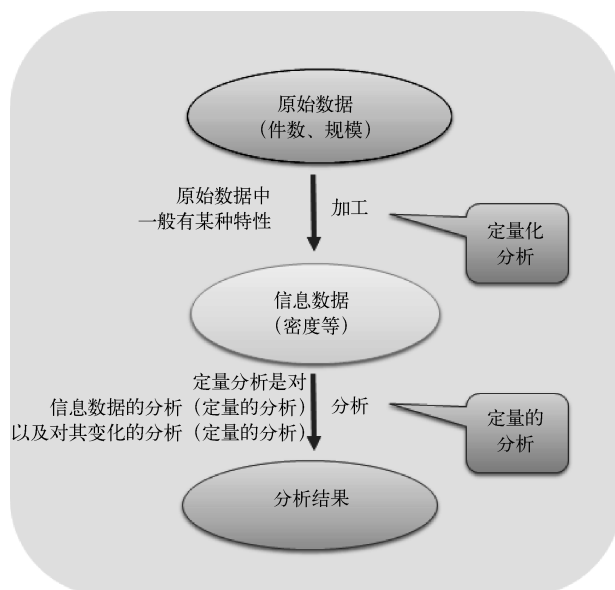 原始数据
（件数、规模）
原始数据中
一般有某种特性
加工
定量化
分析
信息数据
（密度等）
定量分析是对
信息数据的分析（定量的分析）
以及对其变化的分析（定量的分析）
分析
定量的
分析
分析结果